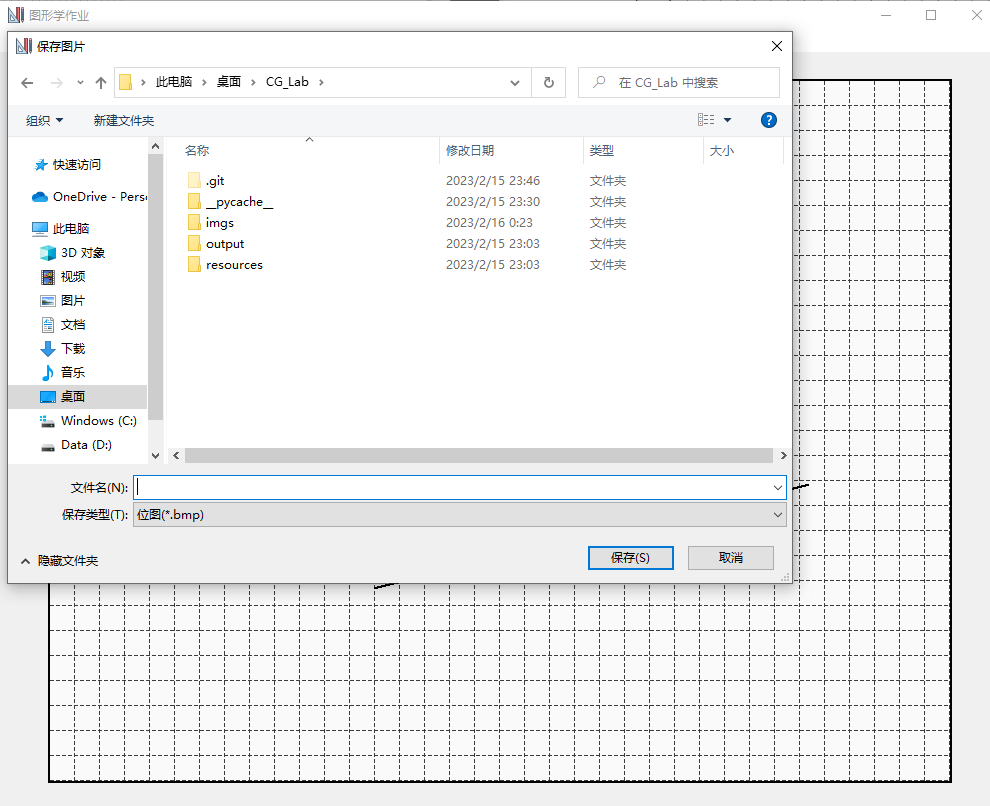 图形学作业
保存图片
此电脑 > 桌面 > CG_Lab >
在 CG_Lab 中搜索
组织
新建文件夹
快速访问
OneDrive - Pers
此电脑
3D 对象
视频
图片
文档
下载
音乐
桌面
Windows (C:)
Data (D:)
名称 修改日期 类型 大小
.git 2023/2/15 23:46 文件夹
__pycache__ 2023/2/15 23:30 文件夹
imgs 2023/2/16 0:23 文件夹
output 2023/2/15 23:03 文件夹
resources 2023/2/15 23:03 文件夹
文件名(N):
保存类型(T): 位图(*.bmp)
隐藏文件夹
保存(S)
取消